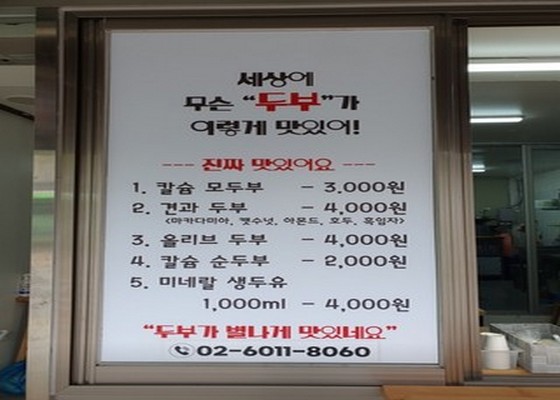 세상에
무슨 “두부”가
이렇게 맛있어!
--- 진짜 맛있어요 ---
1. 칼슘 모두부 - 3,000원
2. 견과 두부 - 4,000원
<마카다미아, 캣수넛, 아몬드, 호두, 흑임자>
3. 올리브 두부 - 4,000원
4. 칼슘 순두부 - 2,000원
5. 미네랄 생두유
1,000ml - 4,000원
“두부가 별나게 맛있네요”
02-6011-8060